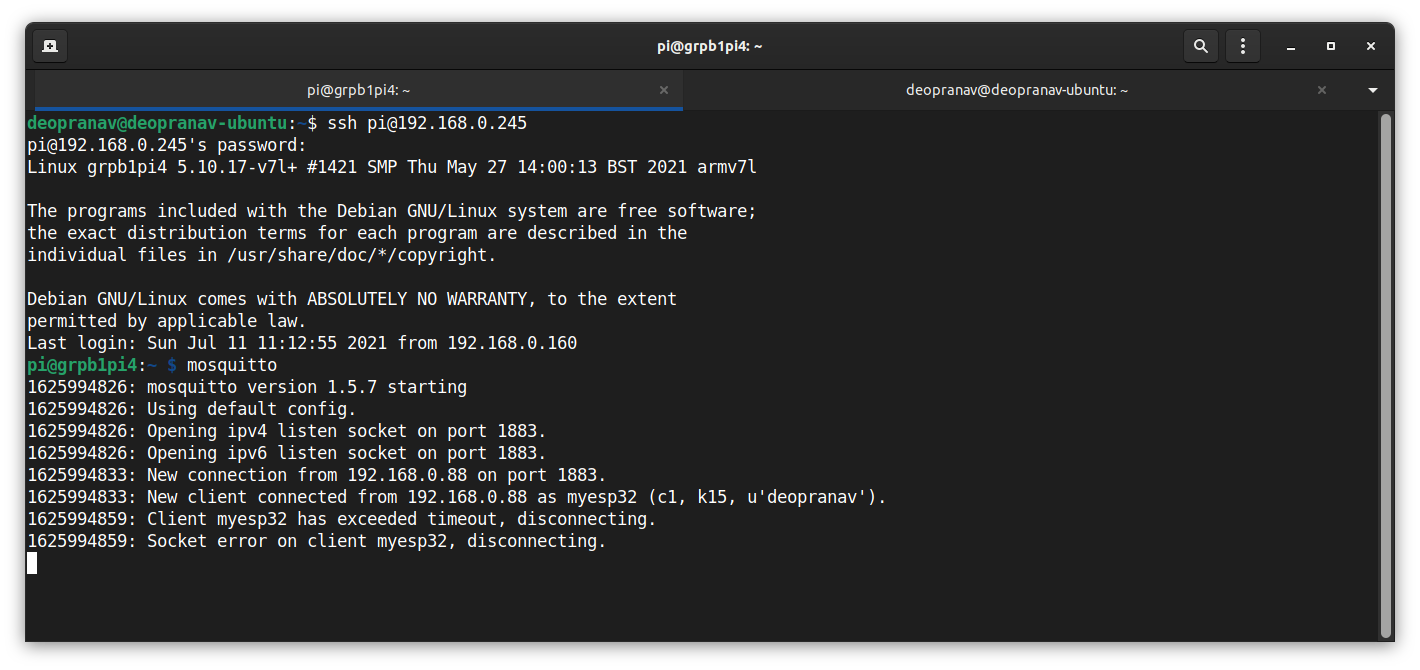 pi@grpb1pi4: ~
pi@grpb1pi4: ~
deopranav@deopranav-ubuntu: ~
deopranav@deopranav-ubuntu:~$ ssh pi@192.168.0.245
pi@192.168.0.245's password:
Linux grpb1pi4 5.10.17-v7l+ #1421 SMP Thu May 27 14:00:13 BST 2021 armv7l
The programs included with the Debian GNU/Linux system are free software;
the exact distribution terms for each program are described in the
individual files in /usr/share/doc/*/copyright.
Debian GNU/Linux comes with ABSOLUTELY NO WARRANTY, to the extent
permitted by applicable law.
Last login: Sun Jul 11 11:12:55 2021 from 192.168.0.160
pi@grpb1pi4:~ $ mosquitto
1625994826: mosquitto version 1.5.7 starting
1625994826: Using default config.
1625994826: Opening ipv4 listen socket on port 1883.
1625994826: Opening ipv6 listen socket on port 1883.
1625994833: New connection from 192.168.0.88 on port 1883.
1625994833: New client connected from 192.168.0.88 as myesp32 (c1, k15, u'deopranav').
1625994859: Client myesp32 has exceeded timeout, disconnecting.
1625994859: Socket error on client myesp32, disconnecting.